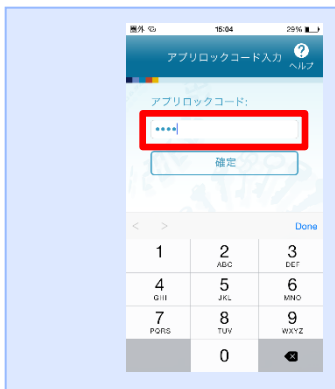 圏外 15:04 29%
アプリロックコード入力 ?
ヘルプ
アプリロックコード:
••••
確定
< > Done
1 2 3
ABC DEF
4 5 6
GHI JKL MNO
7 8 9
PQRS TUV WXYZ
0